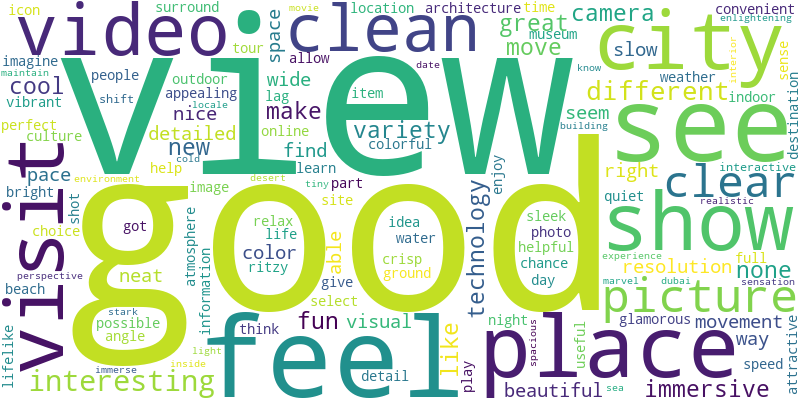 icon
video
surround
clean
space
tour
location
architecture
movie
time
convenient
enlightening
great
camera
museum
move
allow
city
slow
sense
imagine
maintain
cool
people
outdoor
appealing
view
wide
lag
item
date
know
weather
interior
vibrant
shift
locale
nice
make
different
indoor
see
destination
perfect
culture
detailed
online
variety
colorful
seem
building
new
find
right
interactive
visit
pace
help
cold
learn
enjoy
clear
environment
desert
tiny
part
bright
shot
image
site
quiet
realistic
choice
good
got
relax
life
idea
water
sleek
photo
helpful
show
perspective
atmosphere
information
color
ritzy
able
crisp
ground
technology
chance
day
experience
full
resolution
none
neat
beach
give
select
marvel
dubai
sensation
picture
stark
possible
angle
feel
think
fun
visual
night
place
spacious
useful
glamorous
movement
way
attractive
lifelike
light
like
play
speed
immerse
inside
interesting
detail
beautiful
sea
immersive